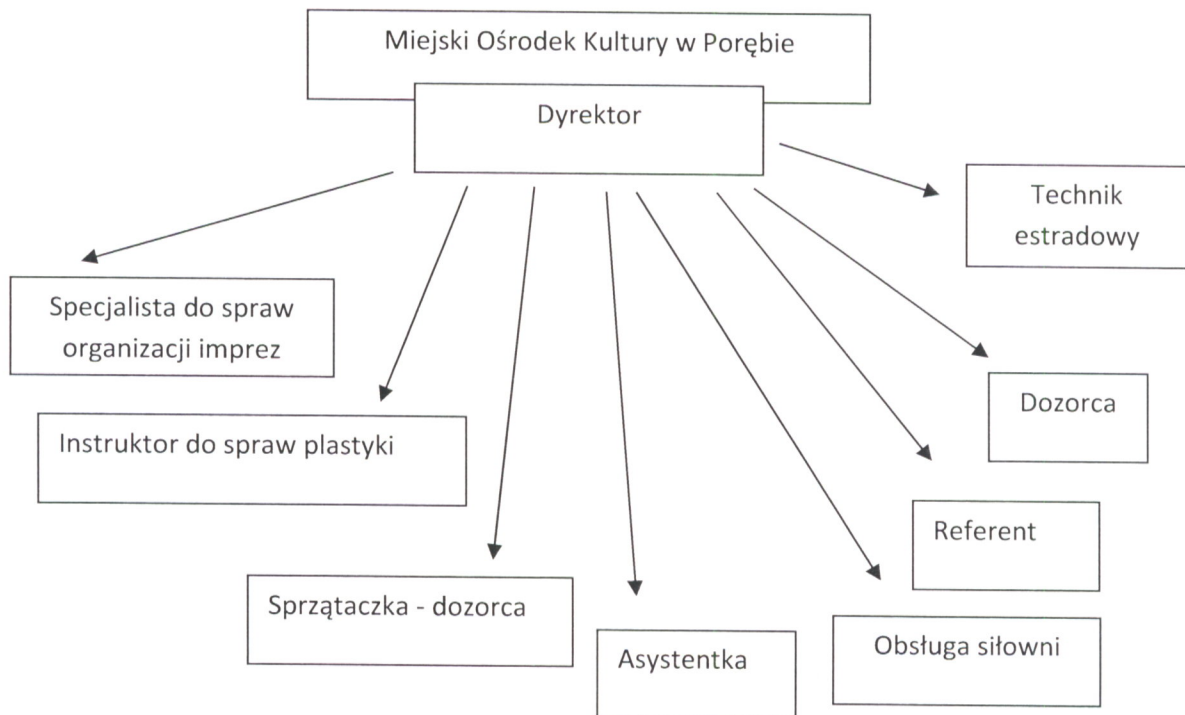 Miejski Ośrodek Kultury w Porębie
Dyrektor
Technik
estradowy
Specjalista do spraw
organizacji imprez
Dozorca
Instruktor do spraw plastyki
Referent
Sprzątaczka - dozorca
Obsługa siłowni
Asystentka